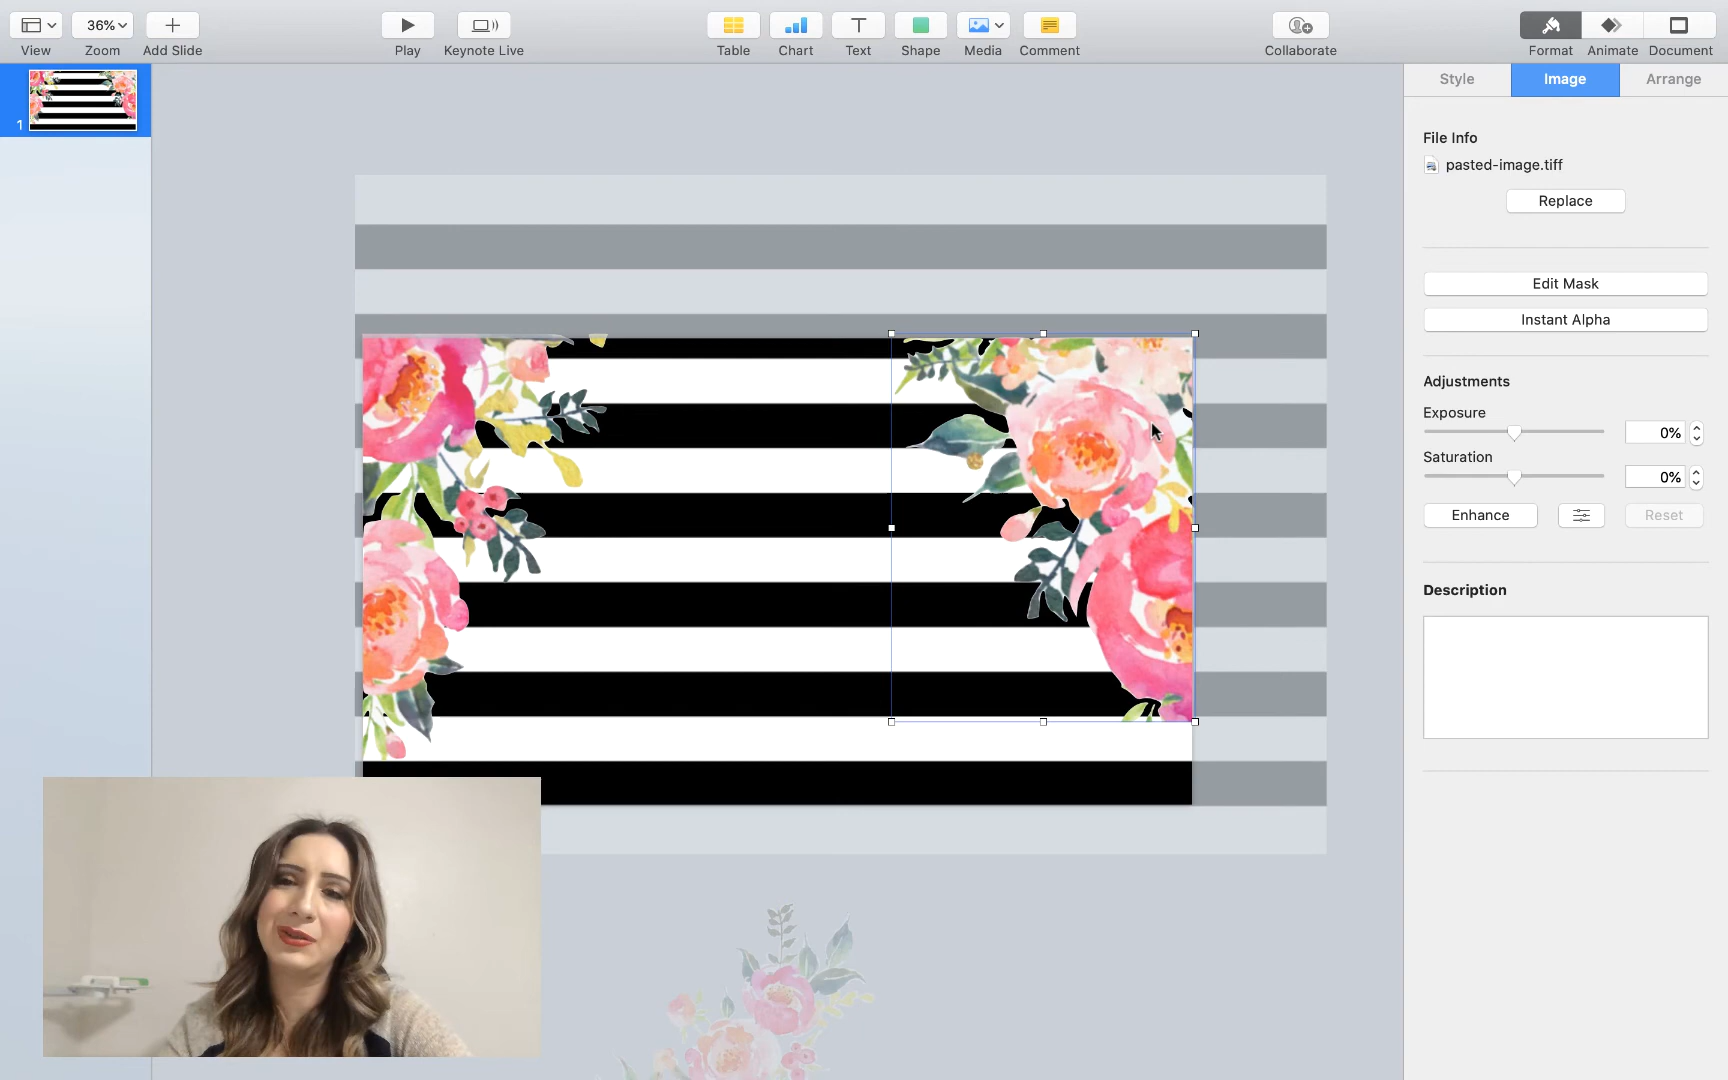 36%
View
Zoom
Add Slide
Play
Keynote Live
Table
Chart
Text
Shape
Media
Comment
Collaborate
Format
Animate
Document
1
Style
Image
Arrange
File Info
pasted-image.tiff
Replace
Edit Mask
Instant Alpha
Adjustments
Exposure
0%
Saturation
0%
Enhance
Reset
Description